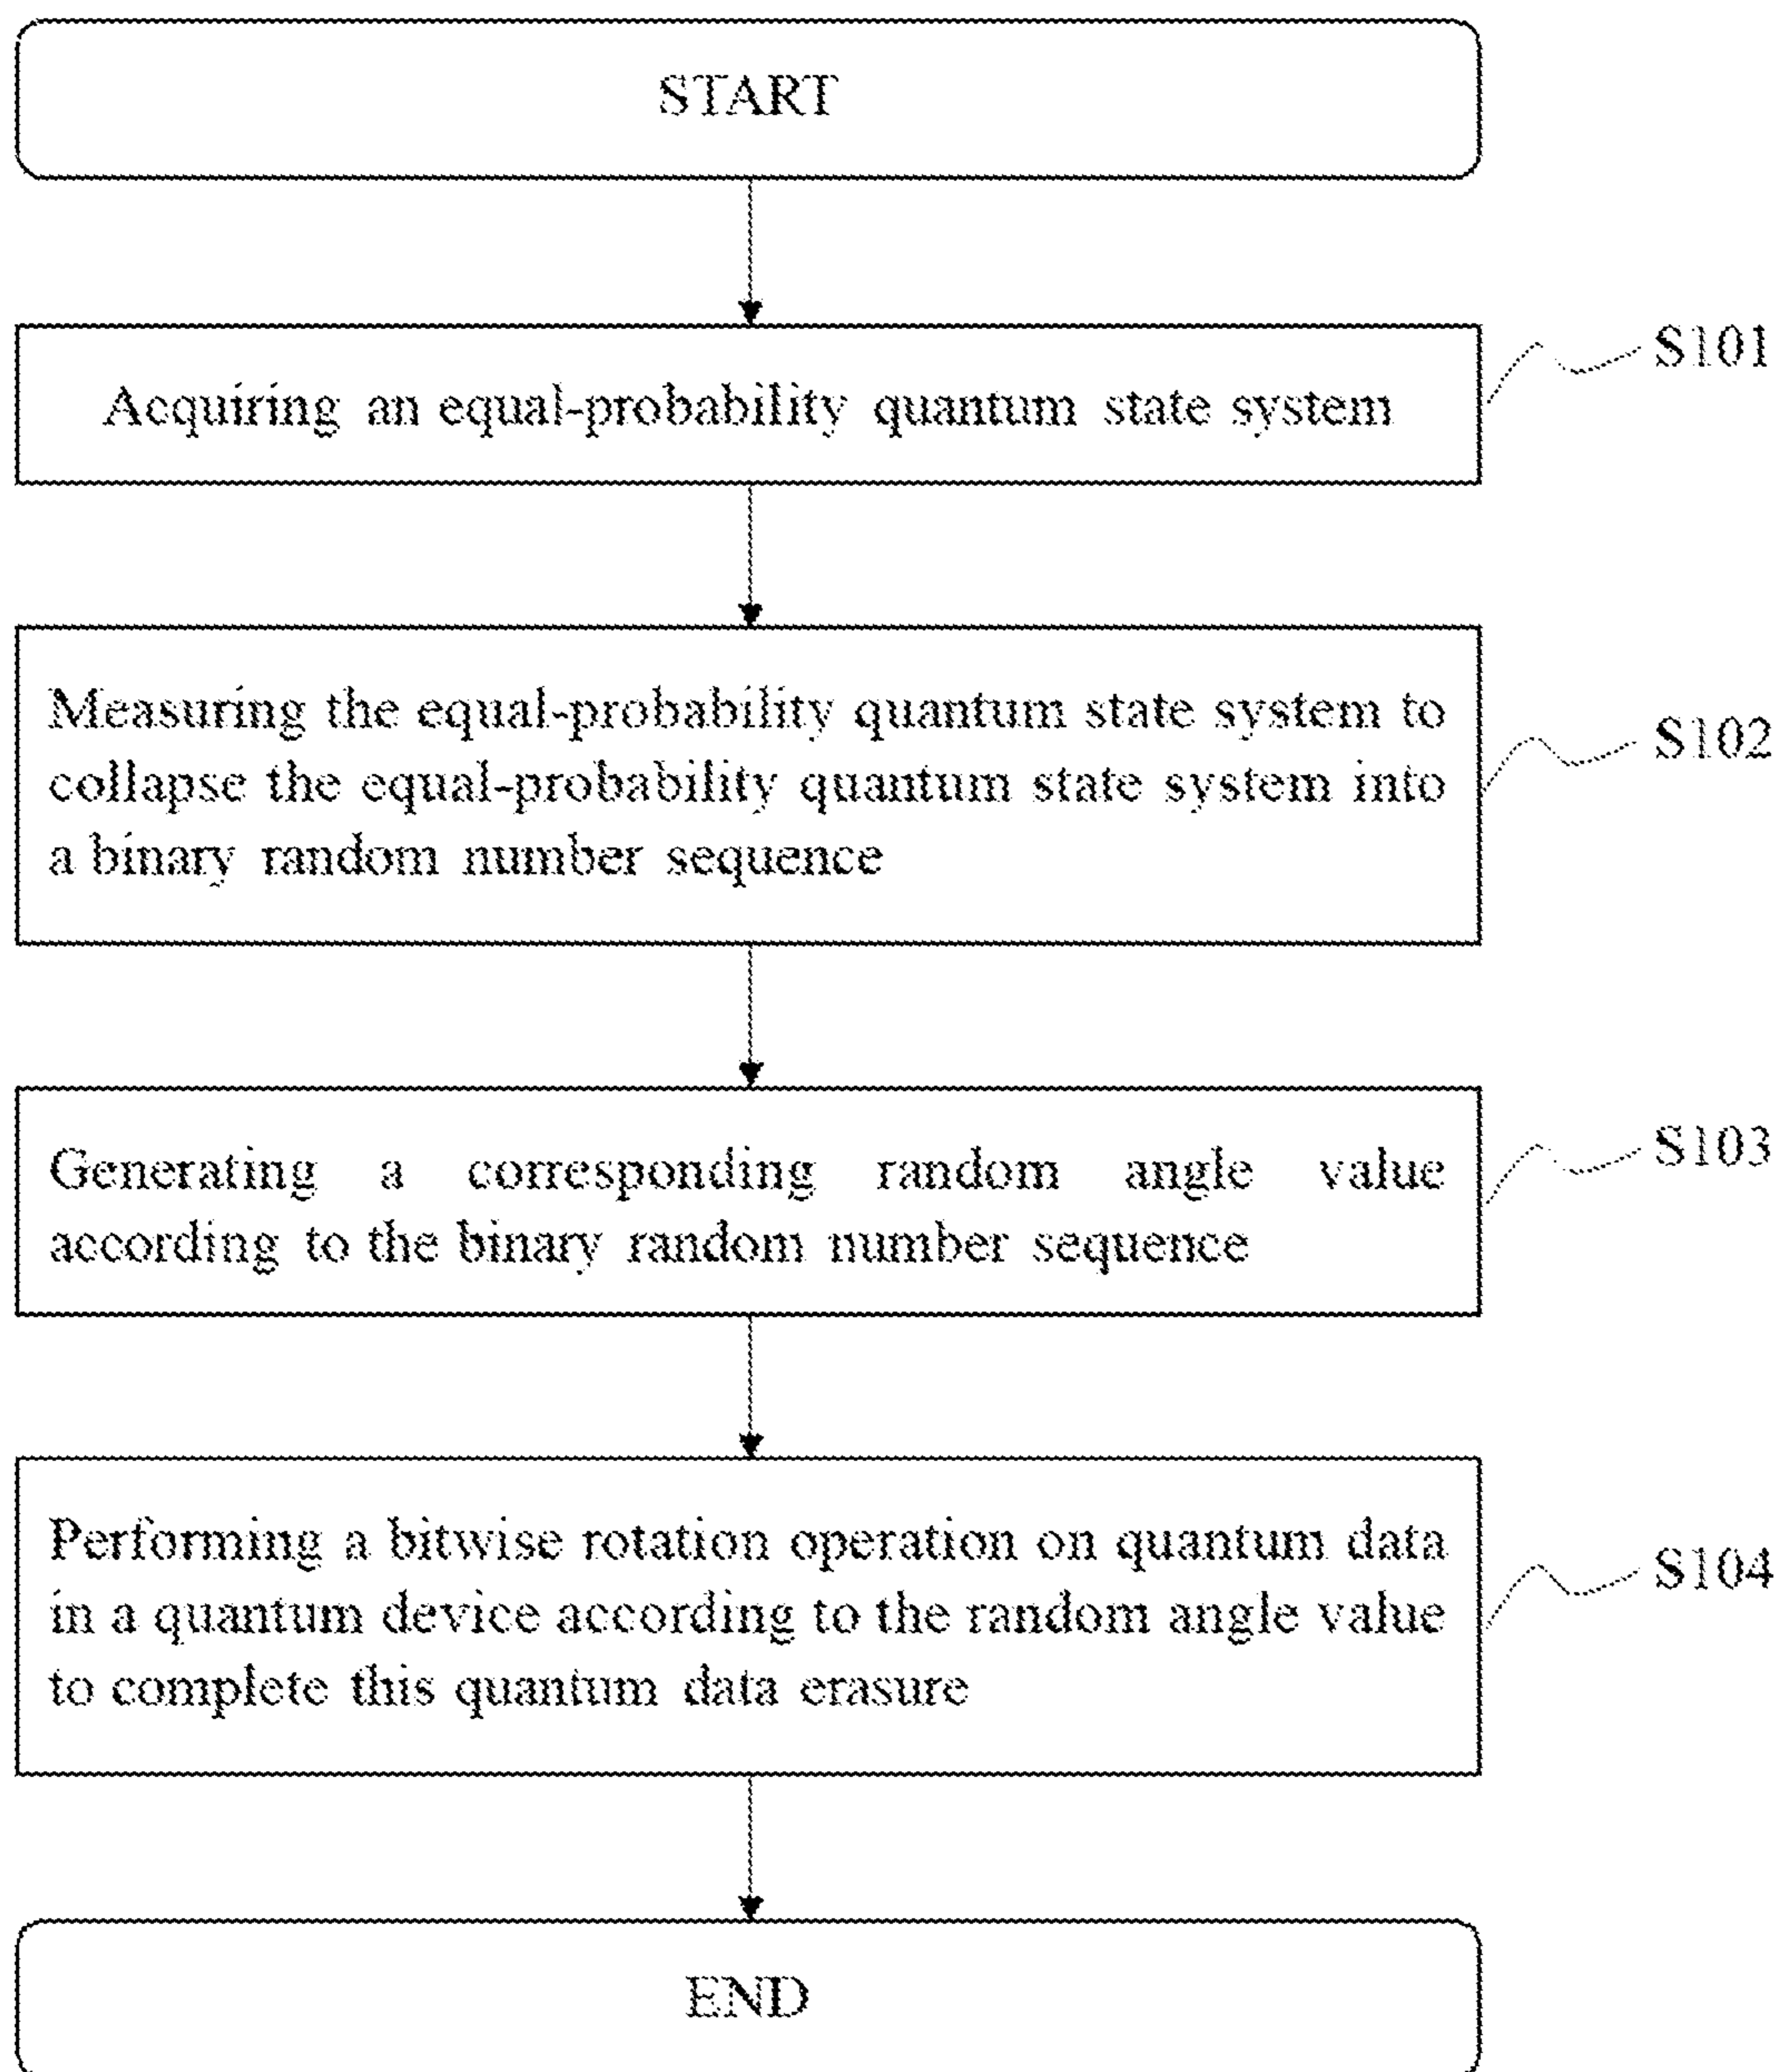 START
Acquiring an equal-probability quantum state system
S101
Measuring the equal-probability quantum state system to
collapse the equal-probability quantum state system into
a binary random number sequence
S102
Generating a corresponding random angle value
according to the binary random number sequence
S103
Performing a bitwise rotation operation on quantum data
in a quantum device according to the random angle value
to complete this quantum data erasure
S104
END